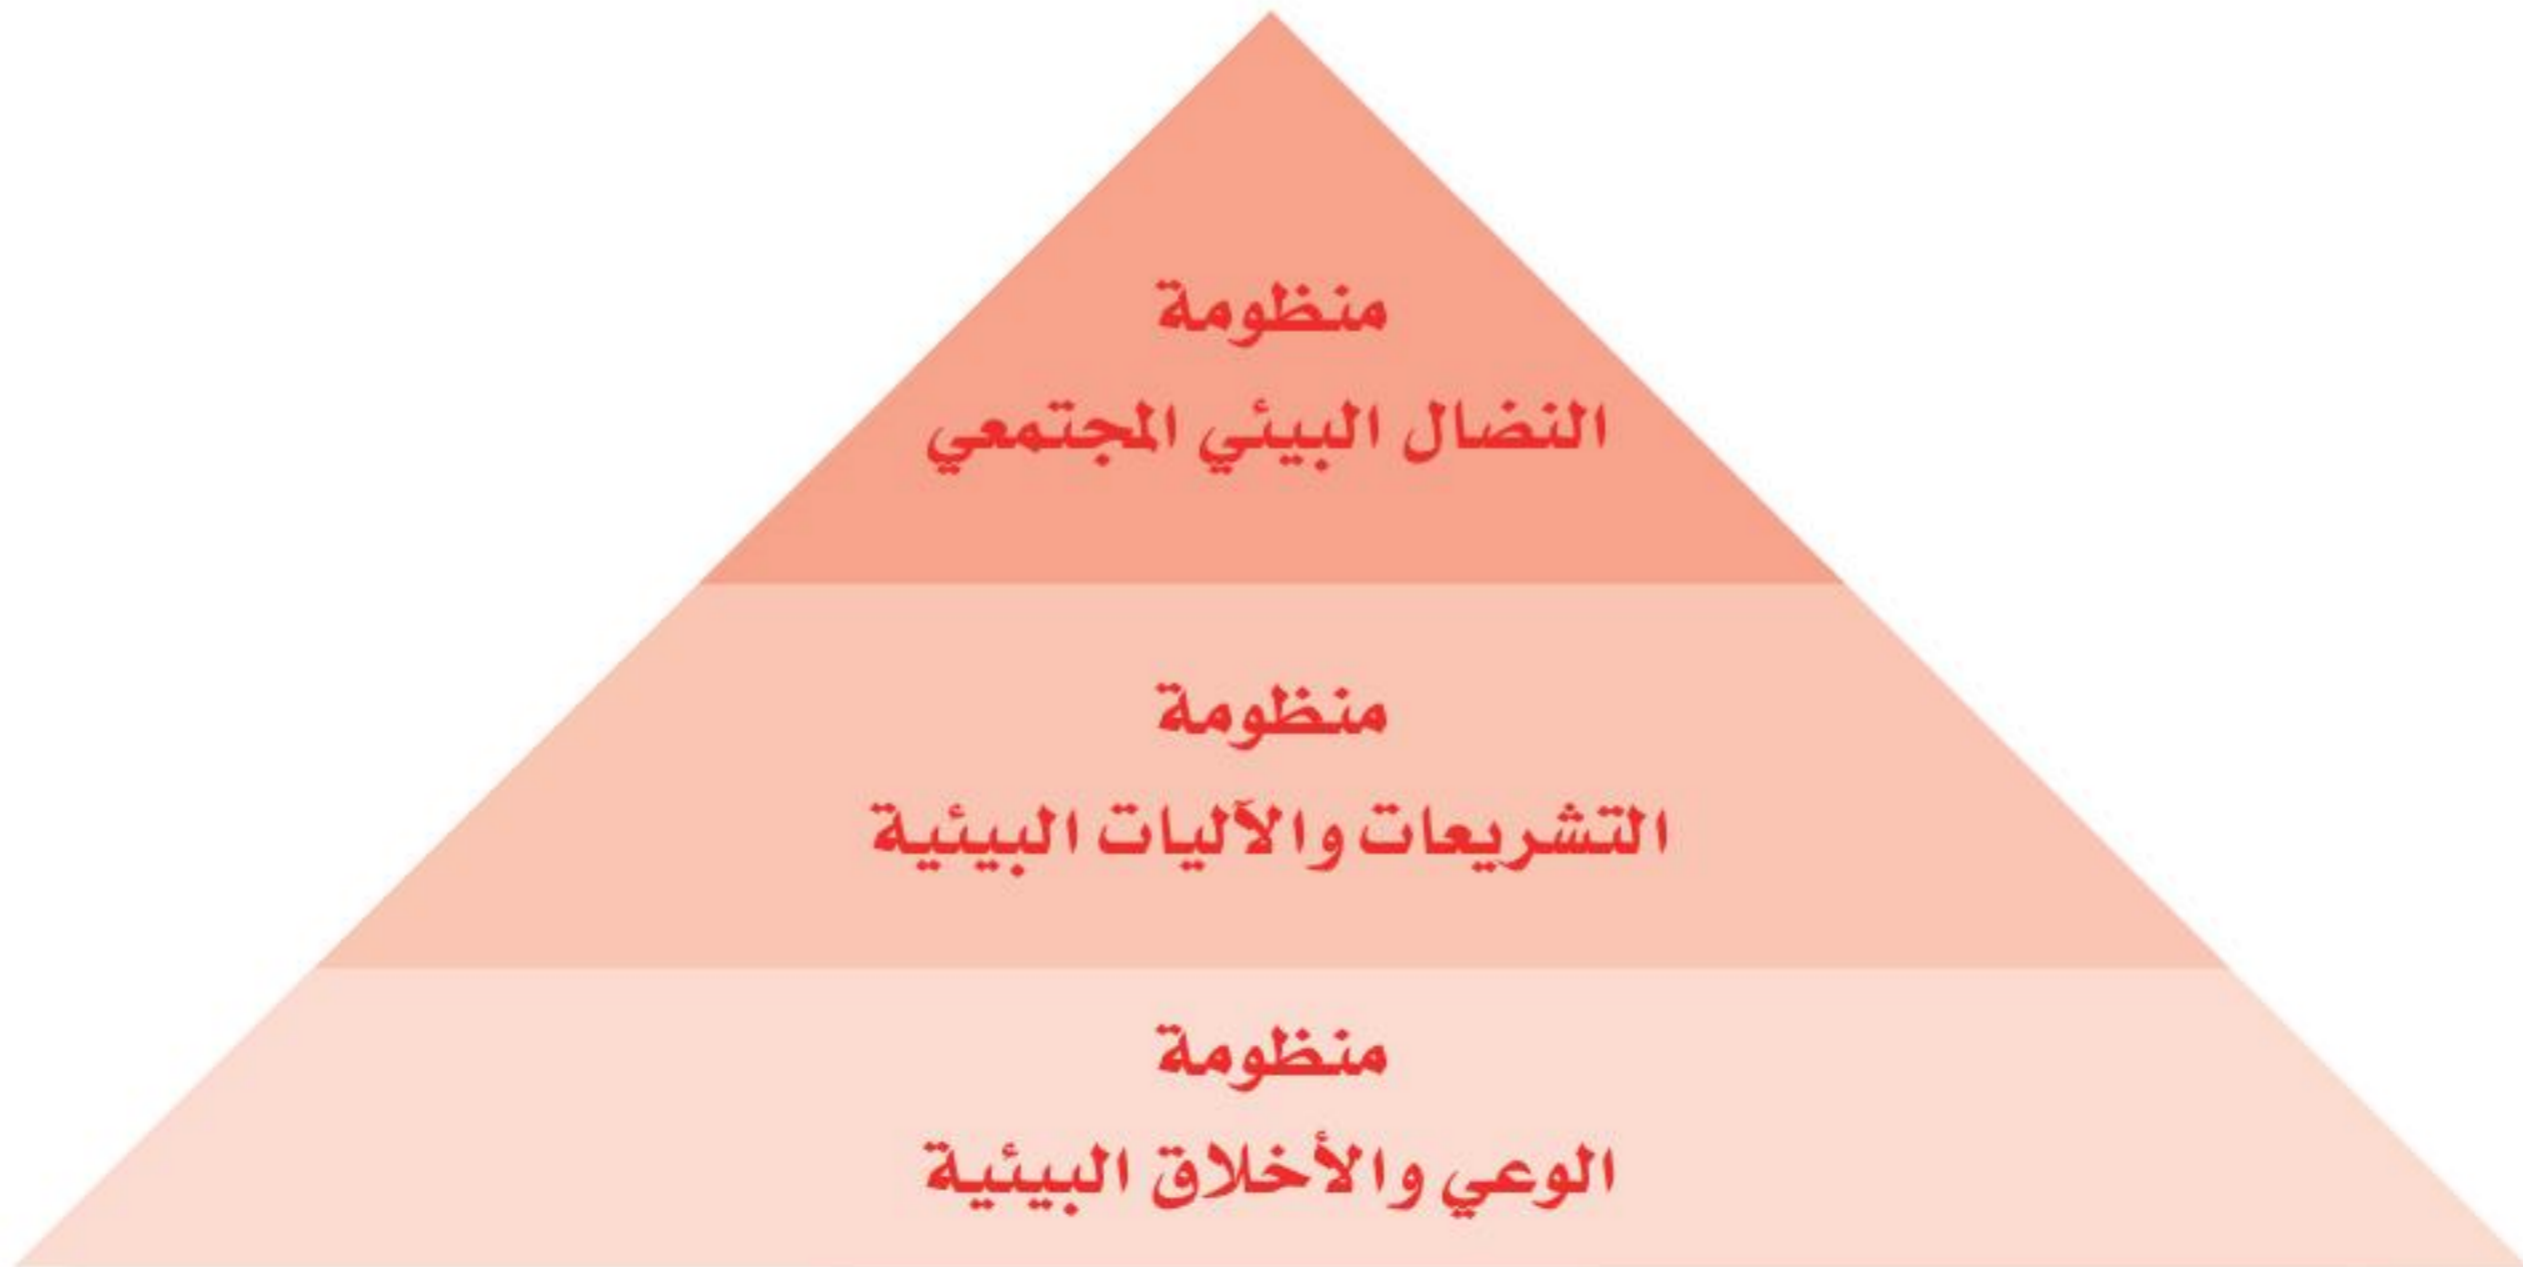 منظومة
النضال البيئي المجتمعي
منظومة
التشريعات والآليات البيئية
منظومة
الوعي والأخلاق البيئية